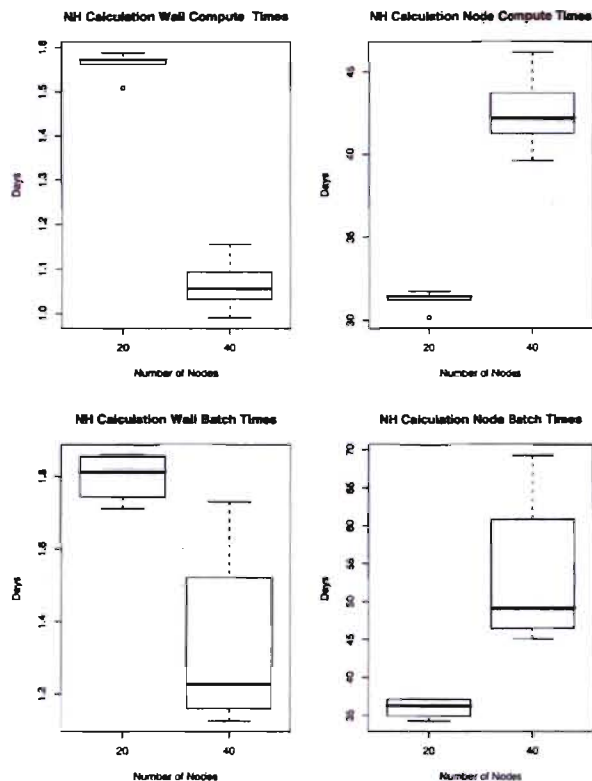 NH Calculation Wall Compute Times
Days
1.0
1.1
1.2
1.3
1.4
1.5
1.6
20
40
Number of Nodes
NH Calculation Node Compute Times
Days
30
35
40
45
20
40
Number of Nodes
NH Calculation Wall Batch Times
Days
1.2
1.4
1.6
1.8
20
40
Number of Nodes
NH Calculation Node Batch Times
Days
35
40
45
50
55
60
65
70
20
40
Number of Nodes